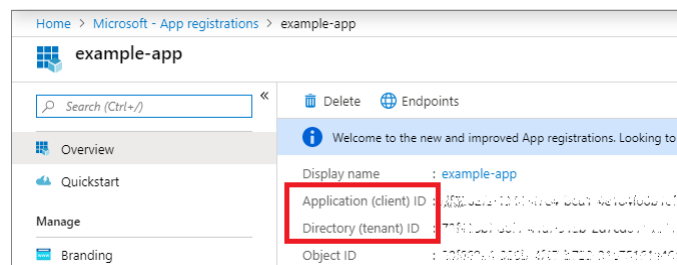 Home > Microsoft - App registrations > example-app
example-app
Search (Ctrl+/)
«
Delete
Endpoints
Welcome to the new and improved App registrations. Looking to
Overview
Quickstart
Manage
Branding
Display name : example-app
Application (client) ID :
Directory (tenant) ID :
Object ID :